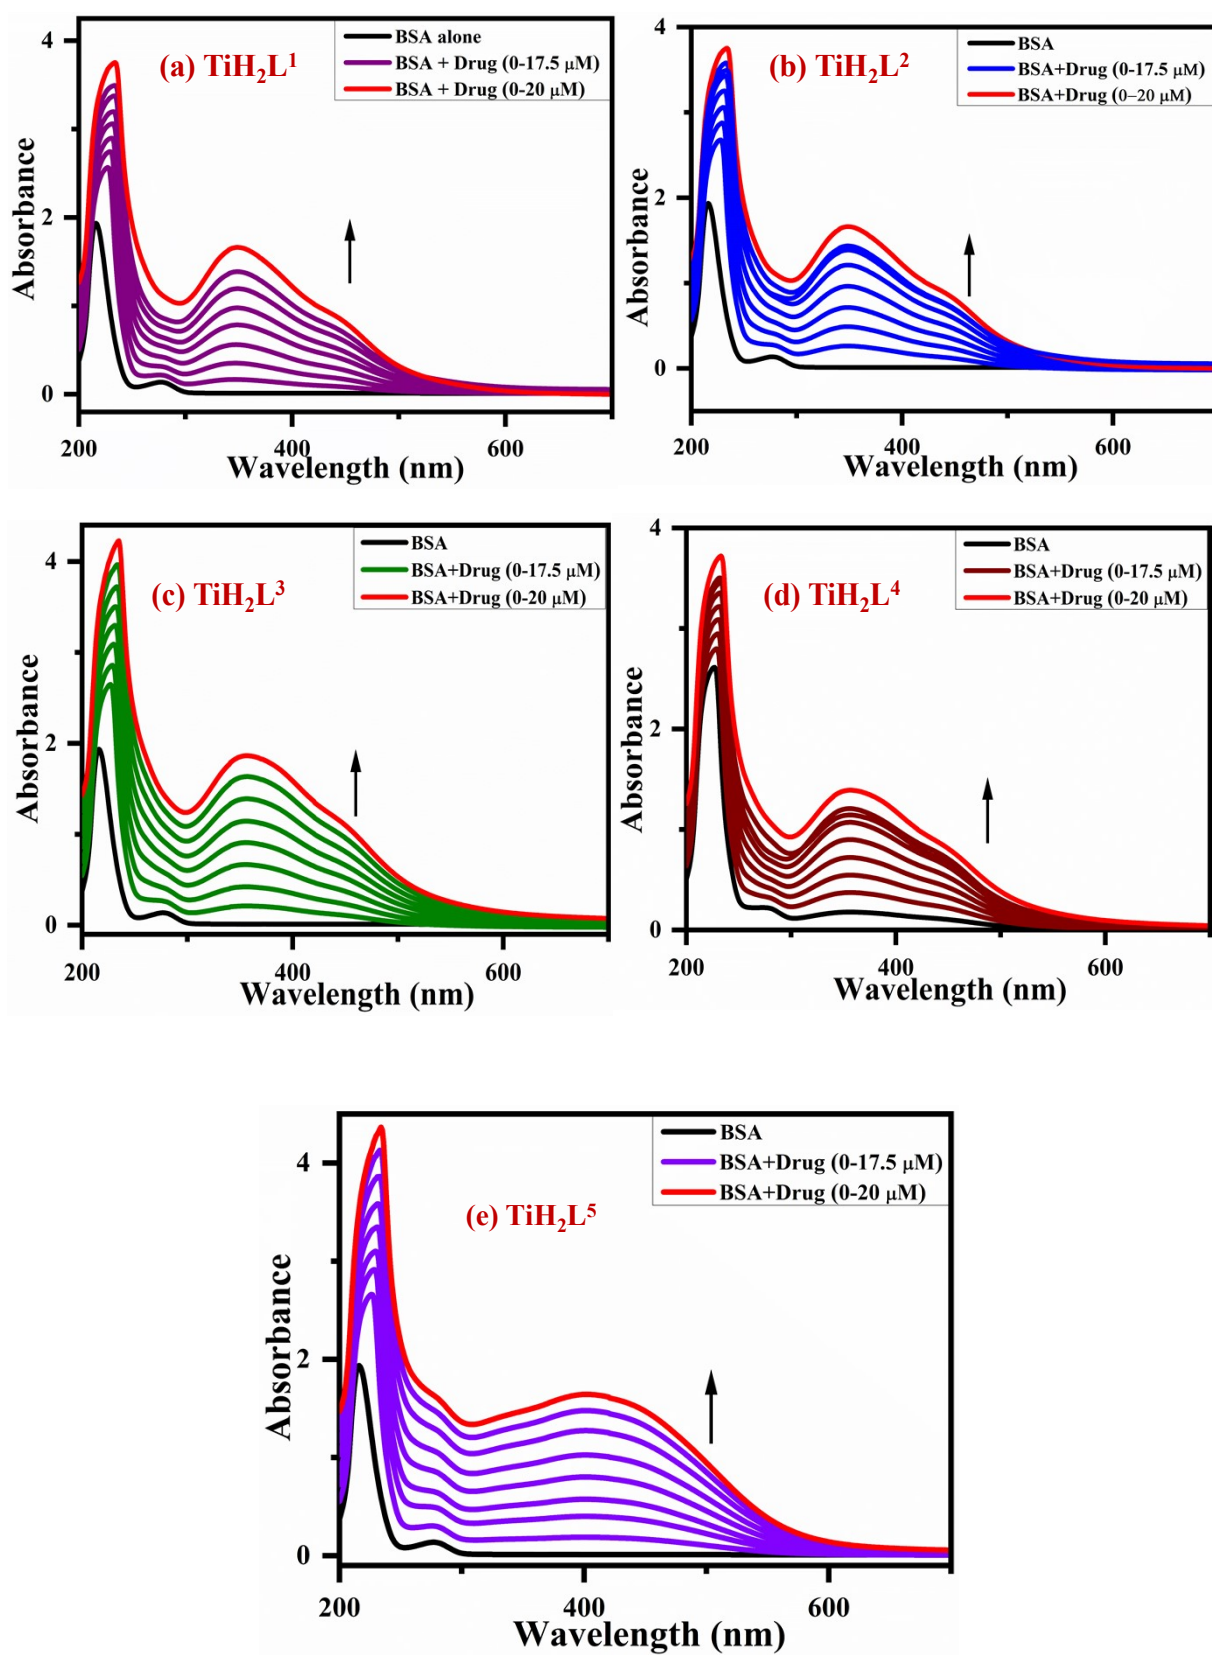 (a) TiH₂L¹
BSA alone
BSA + Drug (0-17.5 μM)
BSA + Drug (0-20 μM)
4
2
0
200
400
600
Absorbance
Wavelength (nm)
(b) TiH₂L²
BSA
BSA+Drug (0-17.5 μM)
BSA+Drug (0–20 μM)
4
2
0
200
400
600
Absorbance
Wavelength (nm)
(c) TiH₂L³
BSA
BSA+Drug (0-17.5 μM)
BSA+Drug (0-20 μM)
4
2
0
200
400
600
Absorbance
Wavelength (nm)
(d) TiH₂L⁴
BSA
BSA+Drug (0-17.5 μM)
BSA+Drug (0-20 μM)
4
2
0
200
400
600
Absorbance
Wavelength (nm)
(e) TiH₂L⁵
BSA
BSA+Drug (0-17.5 μM)
BSA+Drug (0-20 μM)
4
2
0
200
400
600
Absorbance
Wavelength (nm)